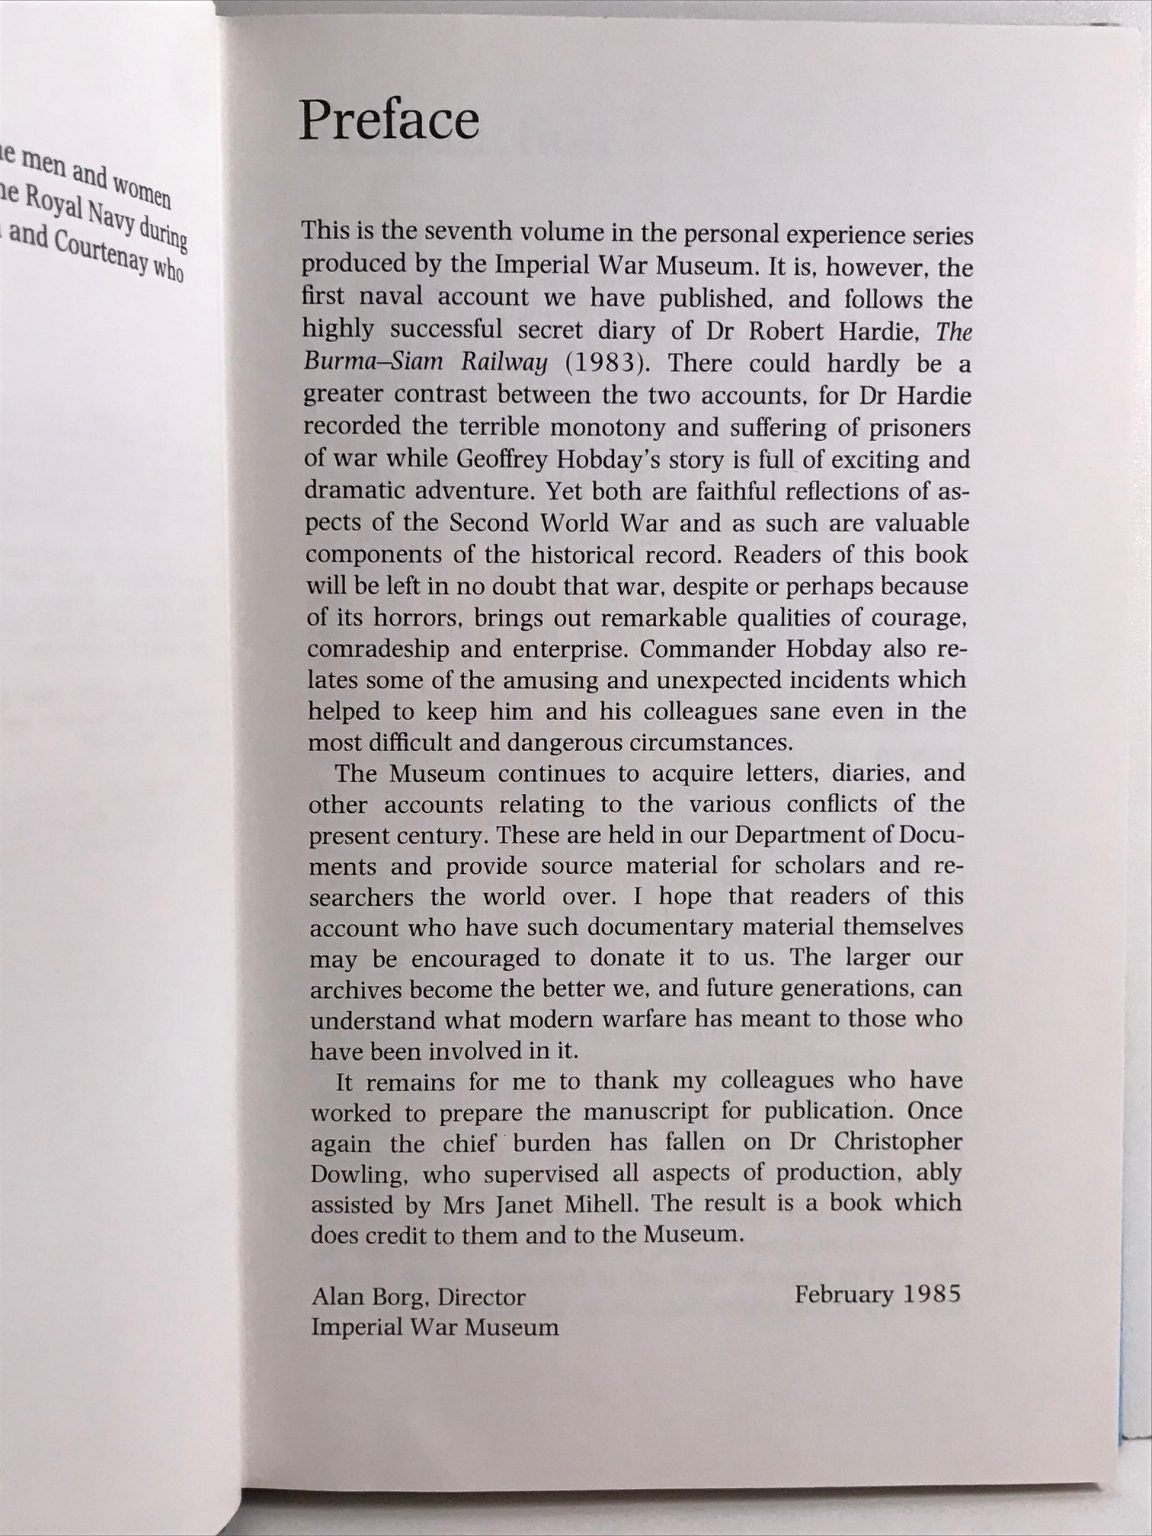 men and women
Royal Navy during
and Courtenay who
Preface
This is the seventh volume in the personal experience series
produced by the Imperial War Museum. It is, however, the
first naval account we have published, and follows the
highly successful secret diary of Dr Robert Hardie, The
Burma–Siam Railway (1983). There could hardly be a
greater contrast between the two accounts, for Dr Hardie
recorded the terrible monotony and suffering of prisoners
of war while Geoffrey Hobday's story is full of exciting and
dramatic adventure. Yet both are faithful reflections of as-
pects of the Second World War and as such are valuable
components of the historical record. Readers of this book
will be left in no doubt that war, despite or perhaps because
of its horrors, brings out remarkable qualities of courage,
comradeship and enterprise. Commander Hobday also re-
lates some of the amusing and unexpected incidents which
helped to keep him and his colleagues sane even in the
most difficult and dangerous circumstances.
The Museum continues to acquire letters, diaries, and
other accounts relating to the various conflicts of the
present century. These are held in our Department of Docu-
ments and provide source material for scholars and re-
searchers the world over. I hope that readers of this
account who have such documentary material themselves
may be encouraged to donate it to us. The larger our
archives become the better we, and future generations, can
understand what modern warfare has meant to those who
have been involved in it.
It remains for me to thank my colleagues who have
worked to prepare the manuscript for publication. Once
again the chief burden has fallen on Dr Christopher
Dowling, who supervised all aspects of production, ably
assisted by Mrs Janet Mihell. The result is a book which
does credit to them and to the Museum.
Alan Borg, Director
Imperial War Museum
February 1985